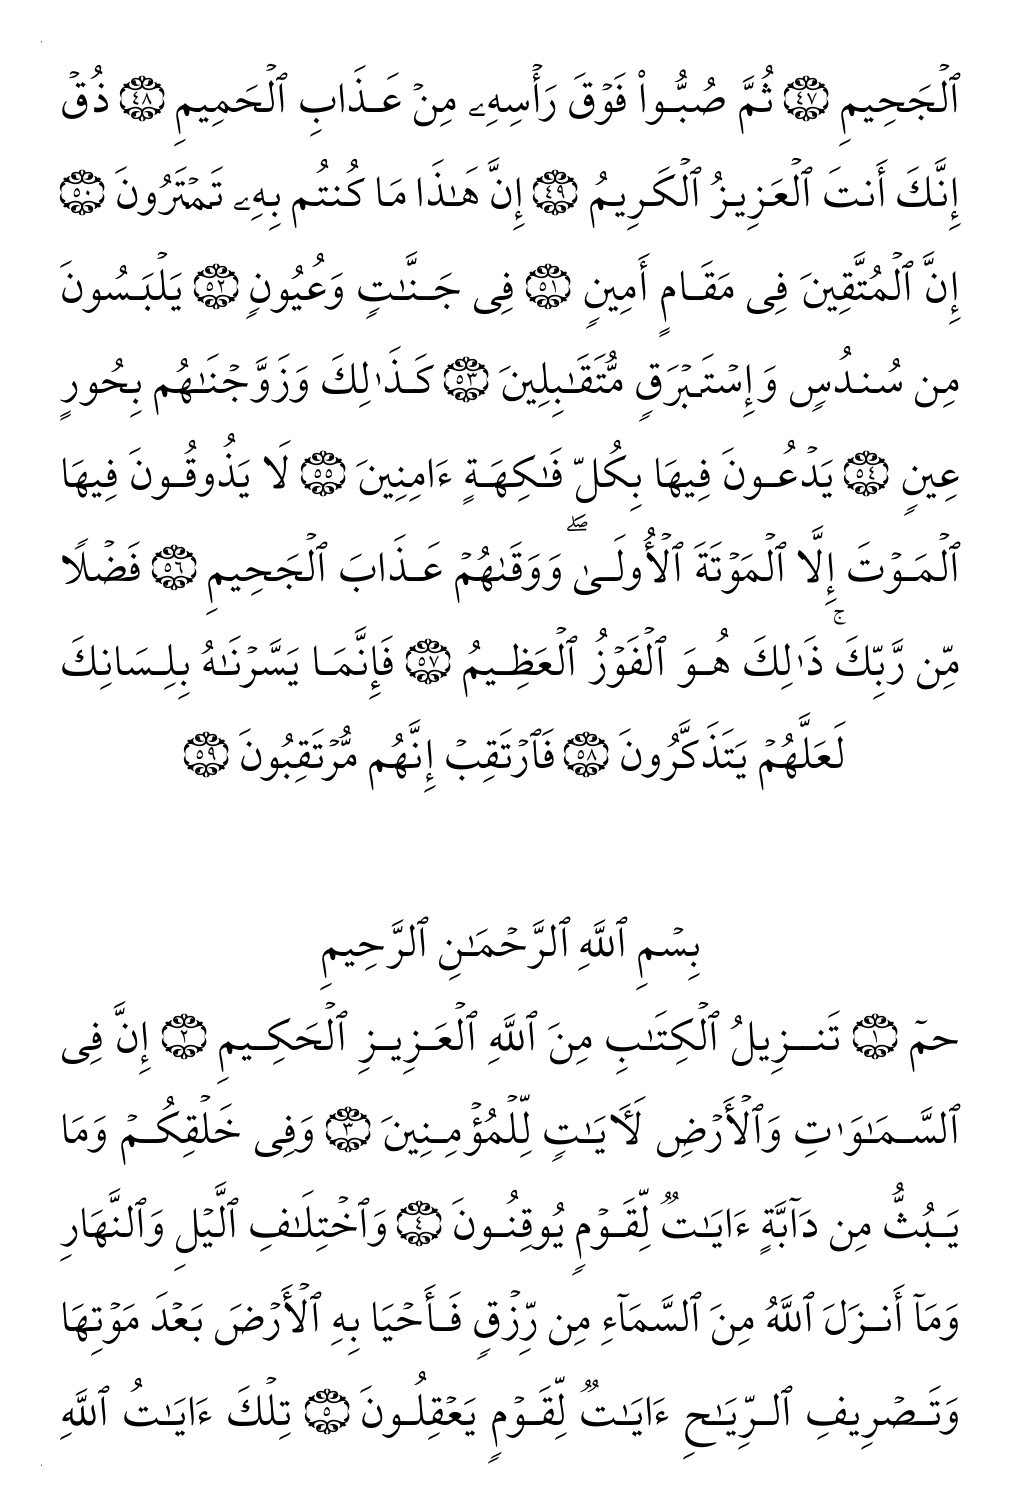 ٱلۡجَحِيمِ ٤٧ ثُمَّ صُبُّواْ فَوۡقَ رَأۡسِهِۦ مِنۡ عَذَابِ ٱلۡحَمِيمِ ٤٨ ذُقۡ
إِنَّكَ أَنتَ ٱلۡعَزِيزُ ٱلۡكَرِيمُ ٤٩ إِنَّ هَٰذَا مَا كُنتُم بِهِۦ تَمۡتَرُونَ ٥٠
إِنَّ ٱلۡمُتَّقِينَ فِى مَقَامٍ أَمِينٍ ٥١ فِى جَنَّٰتٍ وَعُيُونٍ ٥٢ يَلۡبَسُونَ
مِن سُندُسٍ وَإِسۡتَبۡرَقٍ مُّتَقَٰبِلِينَ ٥٣ كَذَٰلِكَ وَزَوَّجۡنَٰهُم بِحُورٍ
عِينٍ ٥٤ يَدۡعُونَ فِيهَا بِكُلِّ فَٰكِهَةٍ ءَامِنِينَ ٥٥ لَا يَذُوقُونَ فِيهَا
ٱلۡمَوۡتَ إِلَّا ٱلۡمَوۡتَةَ ٱلۡأُولَىٰۖ وَوَقَىٰهُمۡ عَذَابَ ٱلۡجَحِيمِ ٥٦ فَضۡلًا
مِّن رَّبِّكَۚ ذَٰلِكَ هُوَ ٱلۡفَوۡزُ ٱلۡعَظِيمُ ٥٧ فَإِنَّمَا يَسَّرۡنَٰهُ بِلِسَانِكَ
لَعَلَّهُمۡ يَتَذَكَّرُونَ ٥٨ فَٱرۡتَقِبۡ إِنَّهُم مُّرۡتَقِبُونَ ٥٩
بِسۡمِ ٱللَّهِ ٱلرَّحۡمَٰنِ ٱلرَّحِيمِ
حمٓ ١ تَنزِيلُ ٱلۡكِتَٰبِ مِنَ ٱللَّهِ ٱلۡعَزِيزِ ٱلۡحَكِيمِ ٢ إِنَّ فِى
ٱلسَّمَٰوَٰتِ وَٱلۡأَرۡضِ لَأٓيَٰتٍ لِّلۡمُؤۡمِنِينَ ٣ وَفِى خَلۡقِكُمۡ وَمَا
يَبُثُّ مِن دَآبَّةٍ ءَايَٰتٌ لِّقَوۡمٍ يُوقِنُونَ ٤ وَٱخۡتِلَٰفِ ٱلَّيۡلِ وَٱلنَّهَارِ
وَمَآ أَنزَلَ ٱللَّهُ مِنَ ٱلسَّمَآءِ مِن رِّزۡقٍ فَأَحۡيَا بِهِ ٱلۡأَرۡضَ بَعۡدَ مَوۡتِهَا
وَتَصۡرِيفِ ٱلرِّيَٰحِ ءَايَٰتٌ لِّقَوۡمٍ يَعۡقِلُونَ ٥ تِلۡكَ ءَايَٰتُ ٱللَّهِ